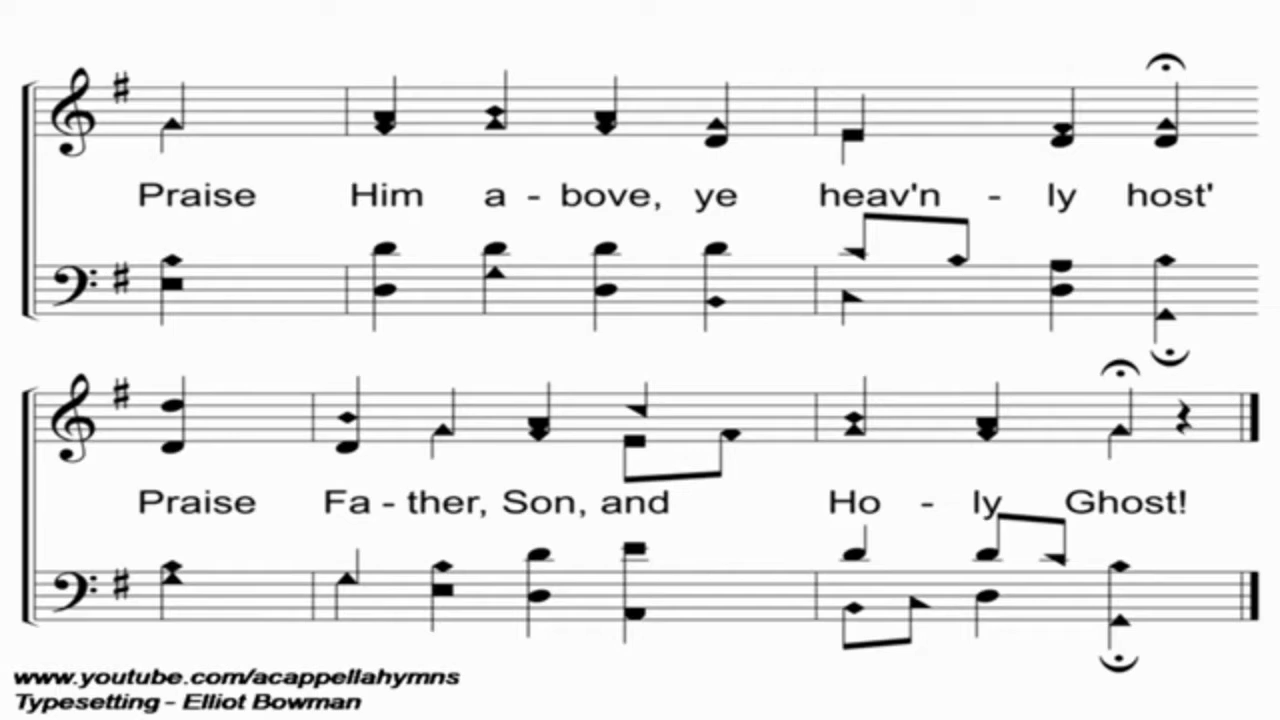 Praise Him a - bove, ye heav'n - ly host'
Praise Fa - ther, Son, and Ho - ly Ghost!
www.youtube.com/acappellahymns
Typesetting - Elliot Bowman